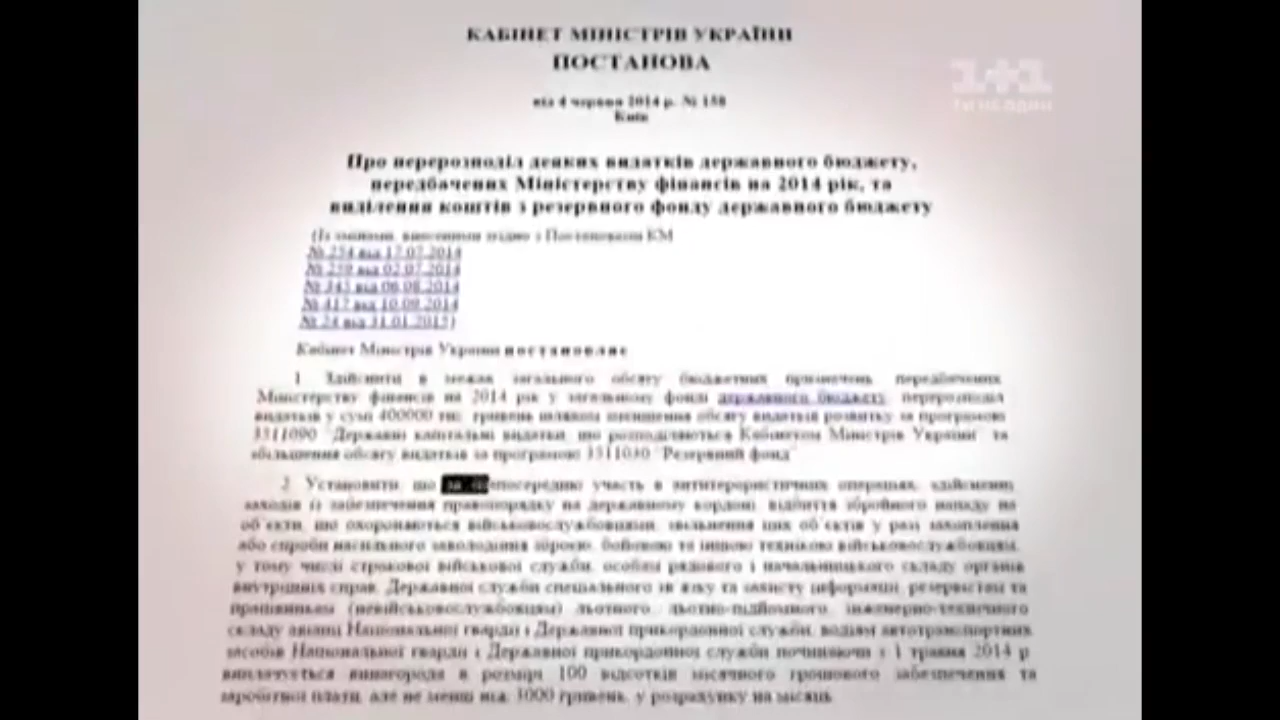 КАБІНЕТ МІНІСТРІВ УКРАЇНИ
ПОСТАНОВА
від 4 червня 2014 р. № 158
Київ
1+1
ТИ НЕ ОДИН
Про перерозподіл деяких видатків державного бюджету,
передбачених Міністерству фінансів на 2014 рік, та
виділення коштів з резервного фонду державного бюджету
(Із змінами, внесеними згідно з Постановами КМ
№ 254 від 17.07.2014
№ 259 від 02.07.2014
№ 343 від 06.08.2014
№ 417 від 10.09.2014
№ 24 від 31.01.2015)
Кабінет Міністрів України постановляє
1 Здійснити в межах загального обсягу бюджетних призначень передбачених
Міністерству фінансів на 2014 рік у загальному фонді державного бюджету перерозподіл
видатків у сумі 400000 тис. гривень шляхом зменшення обсягу видатків розвитку за програмою
3511090 "Державні капітальні видатки, що розподіляються Кабінетом Міністрів України" та
збільшення обсягу видатків за програмою 3511030 "Резервний фонд"
2 Установити, що за непосередню участь в антитерористичних операціях, здійсненні
заходів із забезпечення правопорядку на державному кордоні, відбиття збройного нападу на
об'єкти, що охороняються військовослужбовцями, звільнення цих об'єктів у разі захоплення
або спроби насильного заволодіння зброєю, бойовою та іншою технікою військовослужбовцям,
у тому числі строкової військової служби, особам рядового і начальницького складу органів
внутрішніх справ, Державної служби спеціального зв'язку та захисту інформації, резервістам та
працівникам (невійськовослужбовцям) льотного, льотно-підйомного, інженерно-технічного
складу авіації Національної гвардії і Державної прикордонної служби, водіям автотранспортних
засобів Національної гвардії і Державної прикордонної служби починаючи з 1 травня 2014 р.
виплачується винагорода в розмірі 100 відсотків місячного грошового забезпечення та
заробітної плати, але не менш ніж 3000 гривень, у розрахунку на місяць